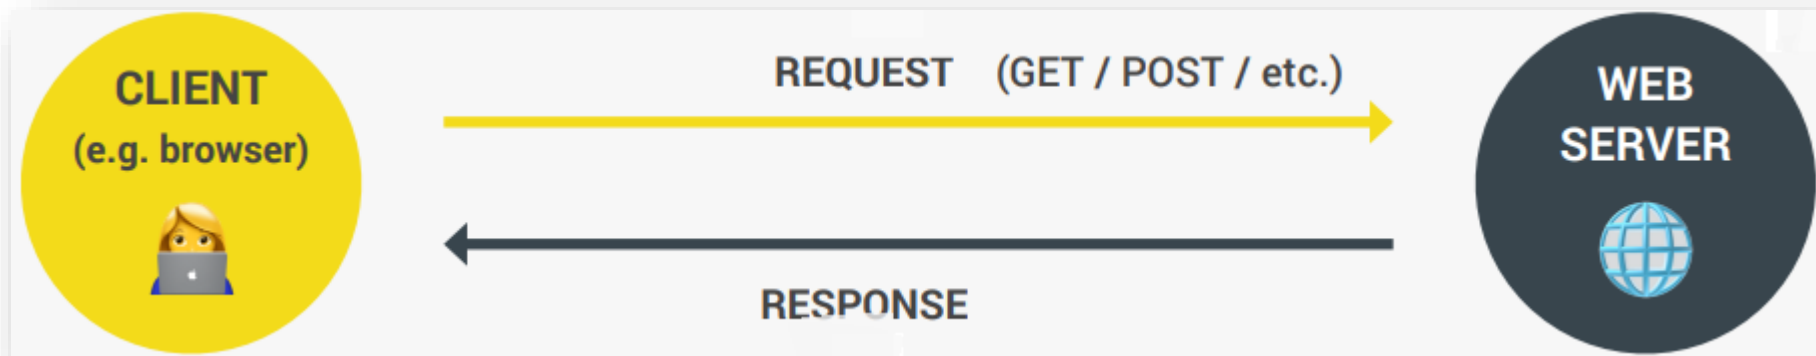 CLIENT
(e.g. browser)
REQUEST (GET / POST / etc.)
RESPONSE
WEB
SERVER